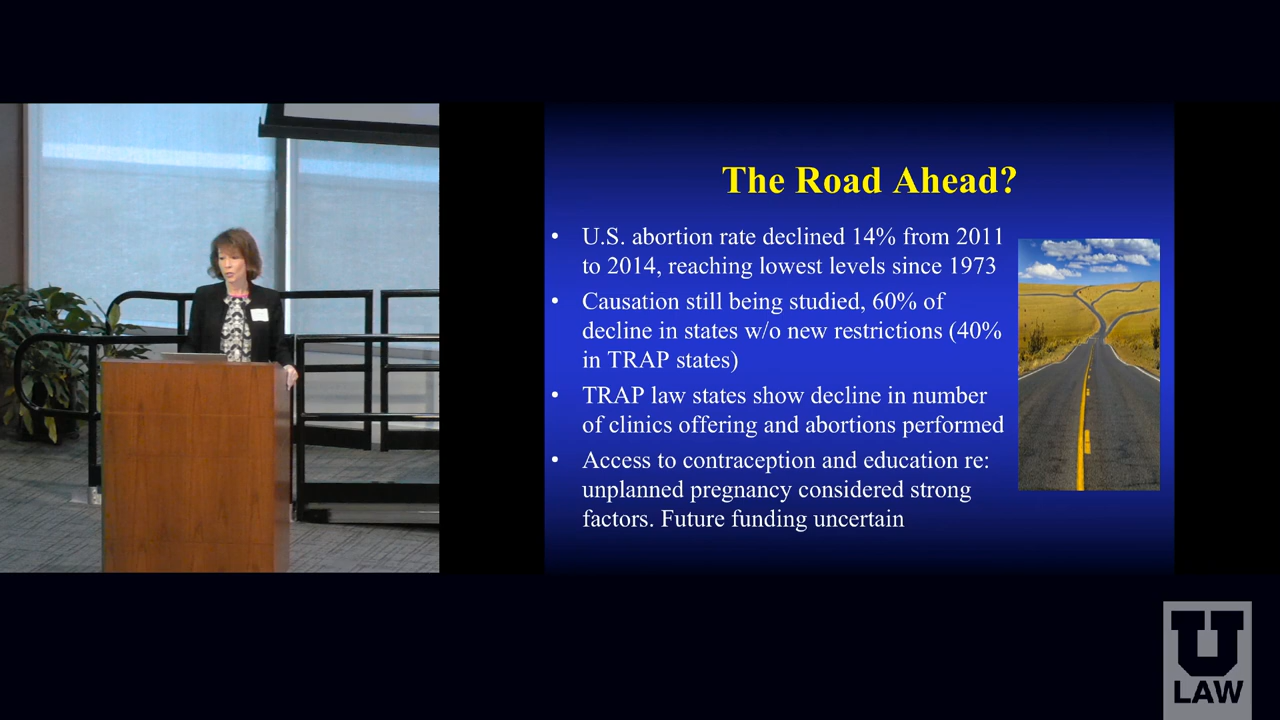 The Road Ahead?
• U.S. abortion rate declined 14% from 2011
to 2014, reaching lowest levels since 1973
• Causation still being studied, 60% of
decline in states w/o new restrictions (40%
in TRAP states)
• TRAP law states show decline in number
of clinics offering and abortions performed
• Access to contraception and education re:
unplanned pregnancy considered strong
factors. Future funding uncertain
U
LAW